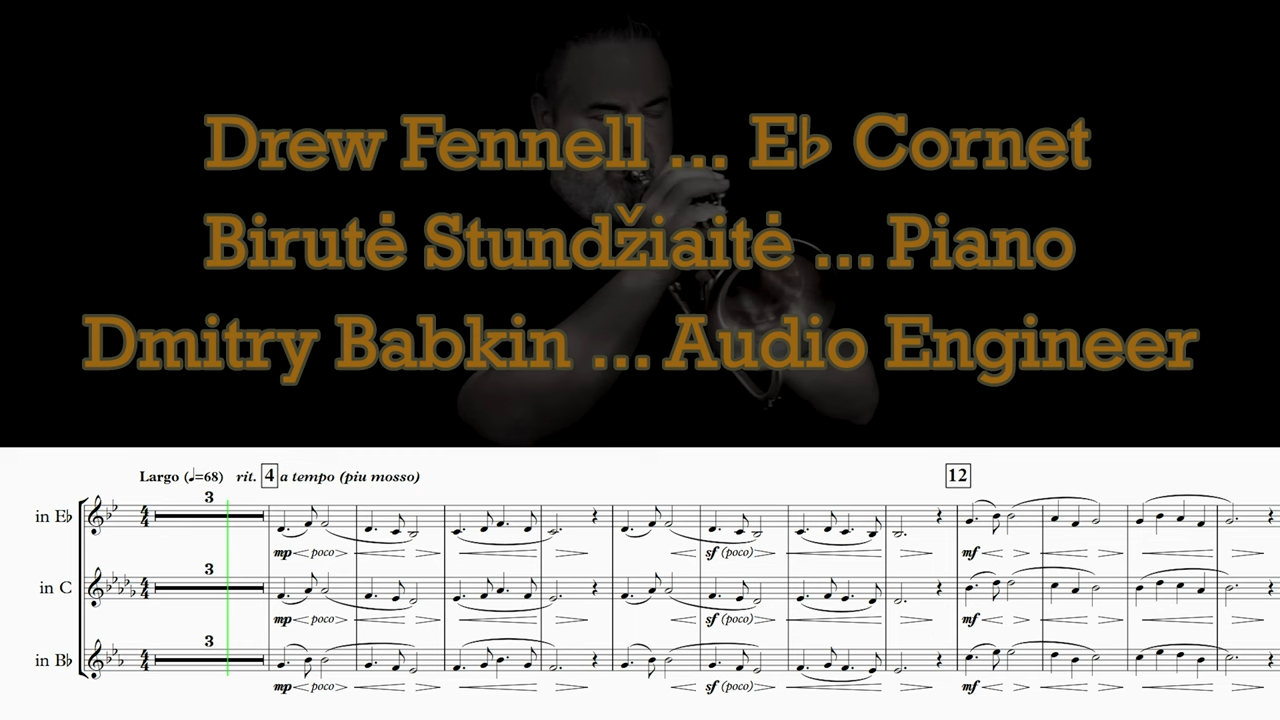 Drew Fennell ... E♭ Cornet
Birutė Stundžiaitė ... Piano
Dmitry Babkin ... Audio Engineer
Largo (♩=68) rit. 4 a tempo (piu mosso) 12
3
in E♭
mp poco sf (poco) mf
3
in C
mp poco sf (poco) mf
3
in B♭
mp poco sf (poco) mf